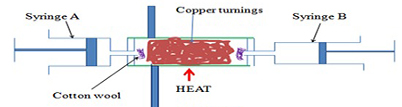 Syringe A
Copper turnings
Syringe B
Cotton wool
HEAT